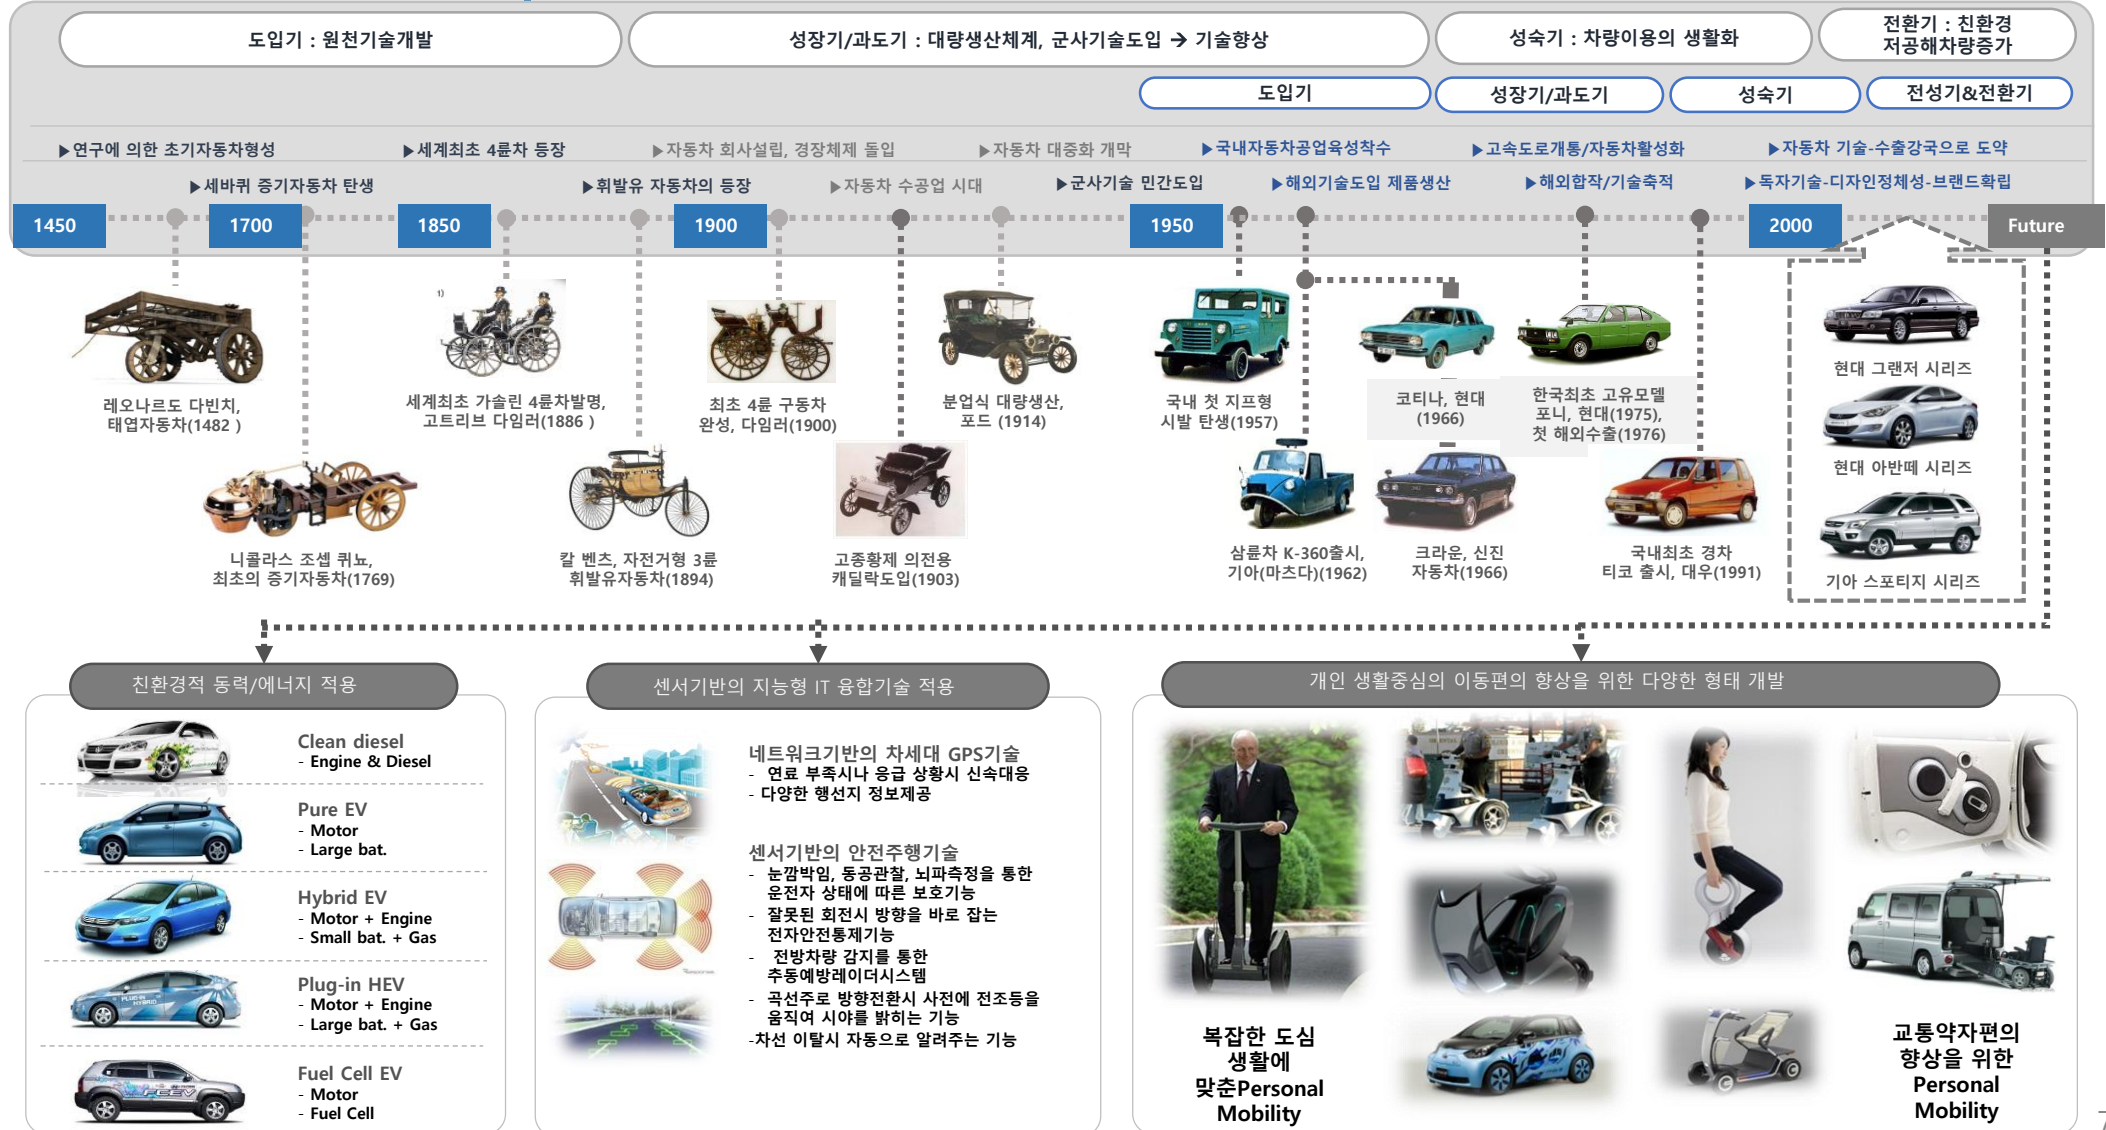 도입기 : 원천기술개발
성장기/과도기 : 대량생산체계, 군사기술도입 → 기술향상
성숙기 : 차량이용의 생활화
전환기 : 친환경
저공해차량증가
도입기
성장기/과도기
성숙기
전성기&전환기
▶연구에 의한 초기자동차형성
▶세계최초 4륜차 등장
▶자동차 회사설립, 경장체제 돌입
▶자동차 대중화 개막
▶국내자동차공업육성착수
▶고속도로개통/자동차활성화
▶자동차 기술-수출강국으로 도약
▶세바퀴 증기자동차 탄생
▶휘발유 자동차의 등장
▶자동차 수공업 시대
▶군사기술 민간도입
▶해외기술도입 제품생산
▶해외합작/기술축적
▶독자기술-디자인정체성-브랜드확립
1450
1700
1850
1900
1950
2000
Future
레오나르도 다빈치,
태엽자동차(1482 )
1)
세계최초 가솔린 4륜차발명,
고트리브 다임러(1886 )
최초 4륜 구동차
완성, 다임러(1900)
분업식 대량생산,
포드 (1914)
국내 첫 지프형
시발 탄생(1957)
코티나, 현대
(1966)
한국최초 고유모델
포니, 현대(1975),
첫 해외수출(1976)
현대 그랜저 시리즈
현대 아반떼 시리즈
기아 스포티지 시리즈
니콜라스 조셉 퀴뇨,
최초의 증기자동차(1769)
칼 벤츠, 자전거형 3륜
휘발유자동차(1894)
고종황제 의전용
캐딜락도입(1903)
삼륜차 K-360출시,
기아(마츠다)(1962)
크라운, 신진
자동차(1966)
국내최초 경차
티코 출시, 대우(1991)
친환경적 동력/에너지 적용
Clean diesel
- Engine & Diesel
Pure EV
- Motor
- Large bat.
Hybrid EV
- Motor + Engine
- Small bat. + Gas
Plug-in HEV
- Motor + Engine
- Large bat. + Gas
Fuel Cell EV
- Motor
- Fuel Cell
센서기반의 지능형 IT 융합기술 적용
네트워크기반의 차세대 GPS기술
- 연료 부족시나 응급 상황시 신속대응
- 다양한 행선지 정보제공
센서기반의 안전주행기술
- 눈깜박임, 동공관찰, 뇌파측정을 통한
운전자 상태에 따른 보호기능
- 잘못된 회전시 방향을 바로 잡는
전자안전통제기능
- 전방차량 감지를 통한
추동예방레이더시스템
- 곡선주로 방향전환시 사전에 전조등을
움직여 시야를 밝히는 기능
-차선 이탈시 자동으로 알려주는 기능
개인 생활중심의 이동편의 향상을 위한 다양한 형태 개발
복잡한 도심
생활에
맞춘Personal
Mobility
교통약자편의
향상을 위한
Personal
Mobility